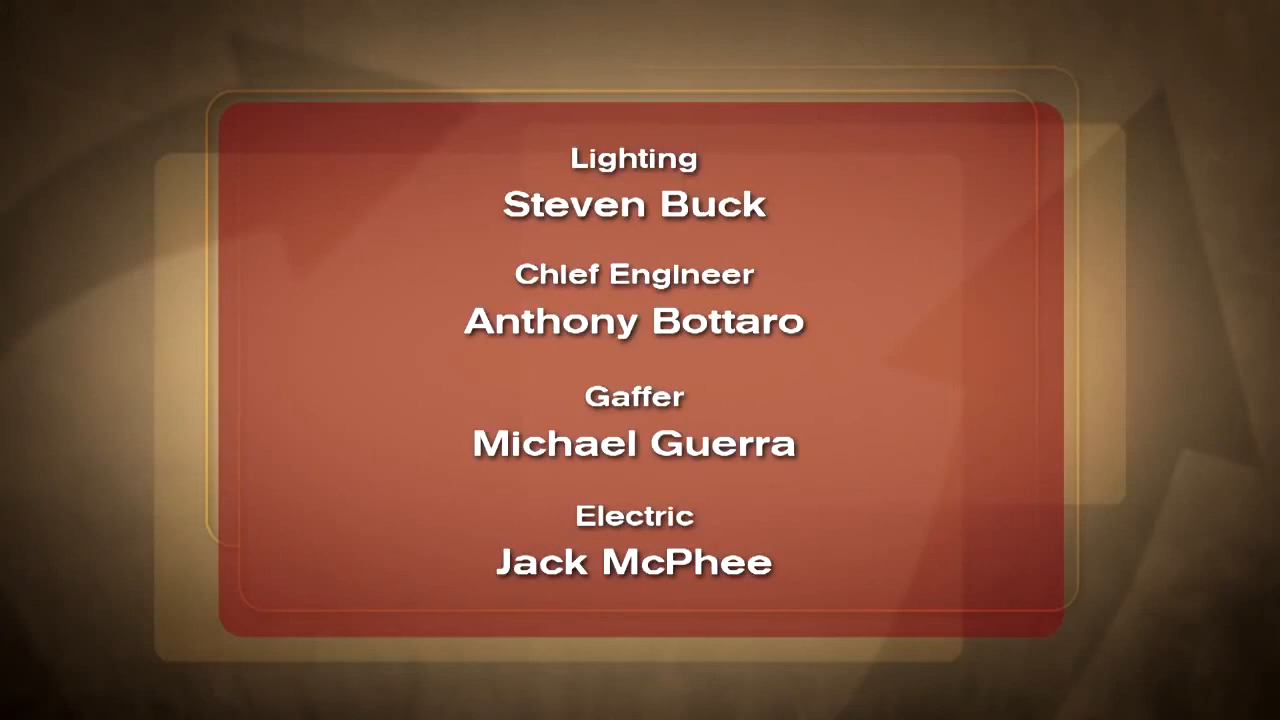 Lighting
Steven Buck
Chief Engineer
Anthony Bottaro
Gaffer
Michael Guerra
Electric
Jack McPhee